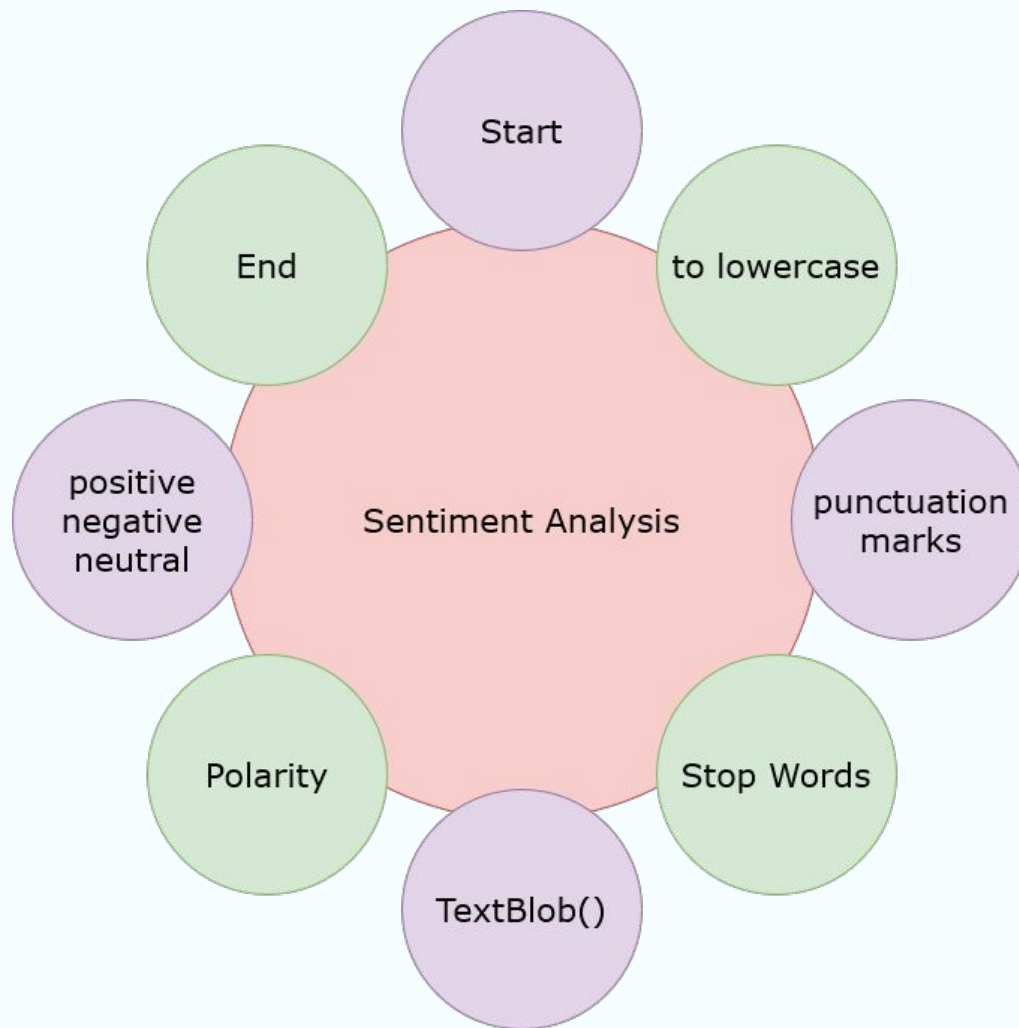 Start
to lowercase
punctuation
marks
Stop Words
TextBlob()
Polarity
positive
negative
neutral
End
Sentiment Analysis